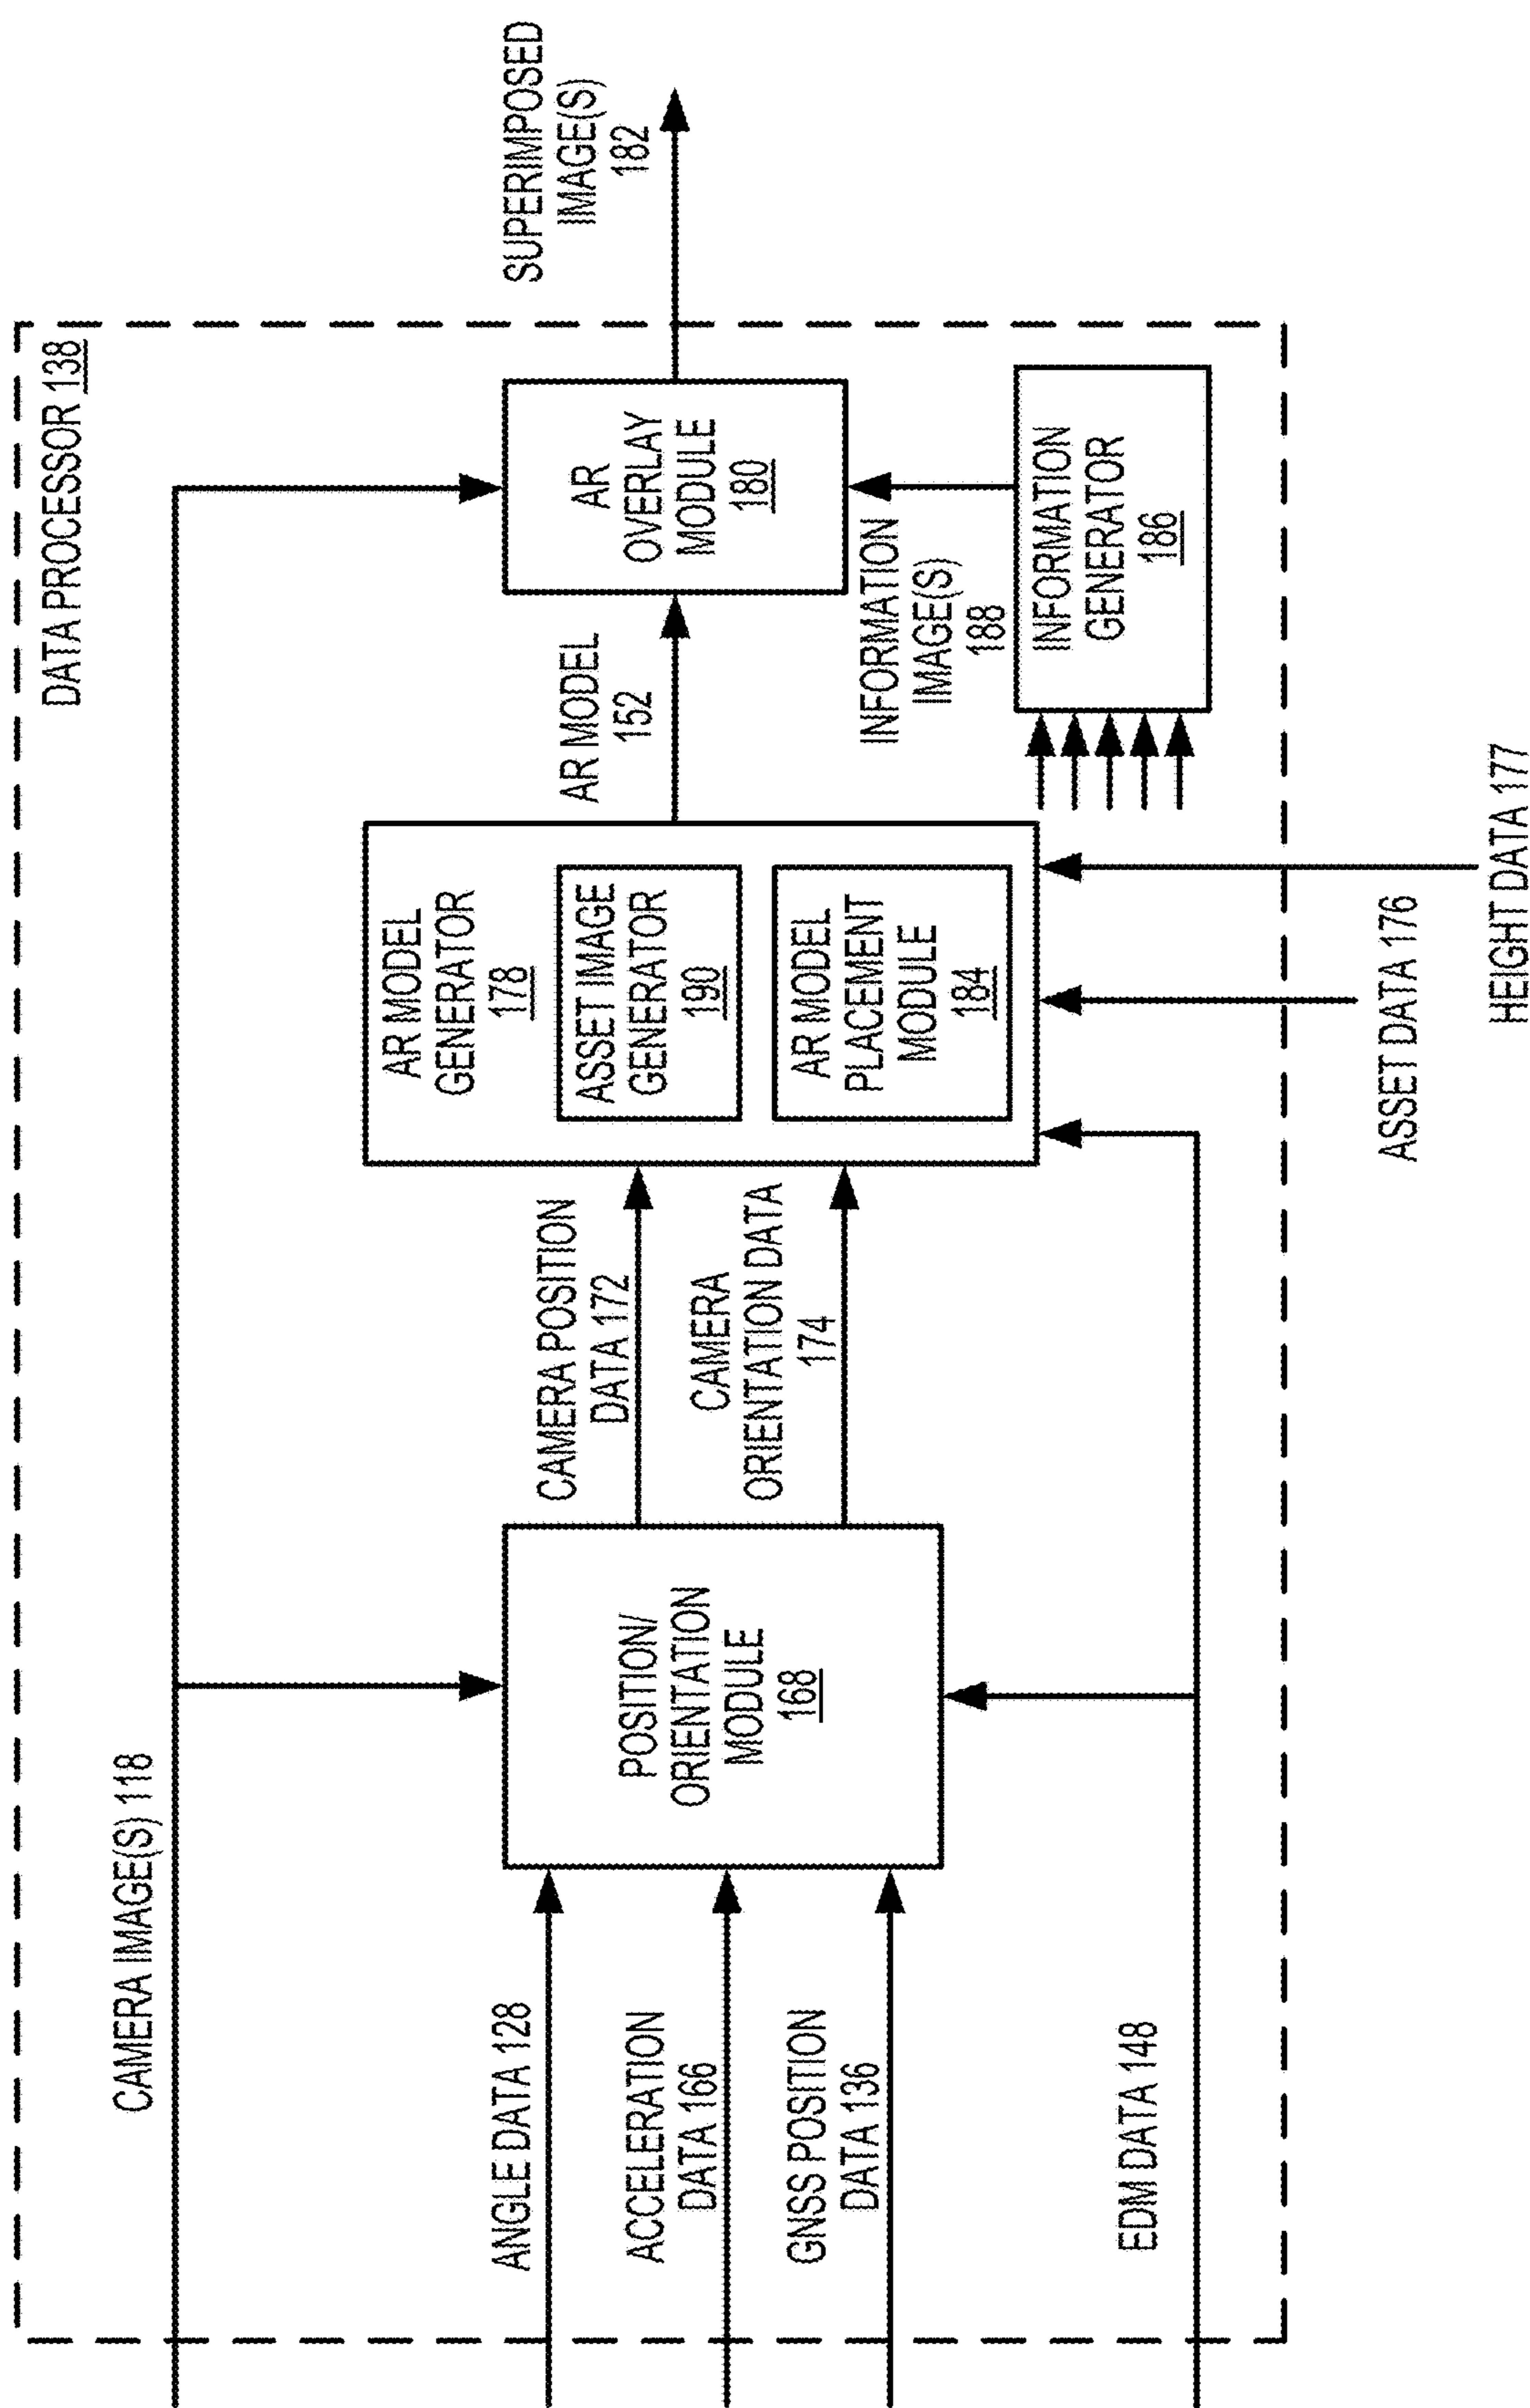 DATA PROCESSOR 138
CAMERA IMAGE(S) 118
ANGLE DATA 128
ACCELERATION
DATA 166
GNSS POSITION
DATA 136
EDM DATA 148
POSITION/
ORIENTATION
MODULE
168
CAMERA POSITION
DATA 172
CAMERA
ORIENTATION DATA
174
AR MODEL
GENERATOR
178
ASSET IMAGE
GENERATOR
190
AR MODEL
PLACEMENT
MODULE
184
ASSET DATA 176
HEIGHT DATA 177
AR MODEL
152
AR
OVERLAY
MODULE
180
INFORMATION
IMAGE(S)
188
INFORMATION
GENERATOR
186
SUPERIMPOSED
IMAGE(S)
182